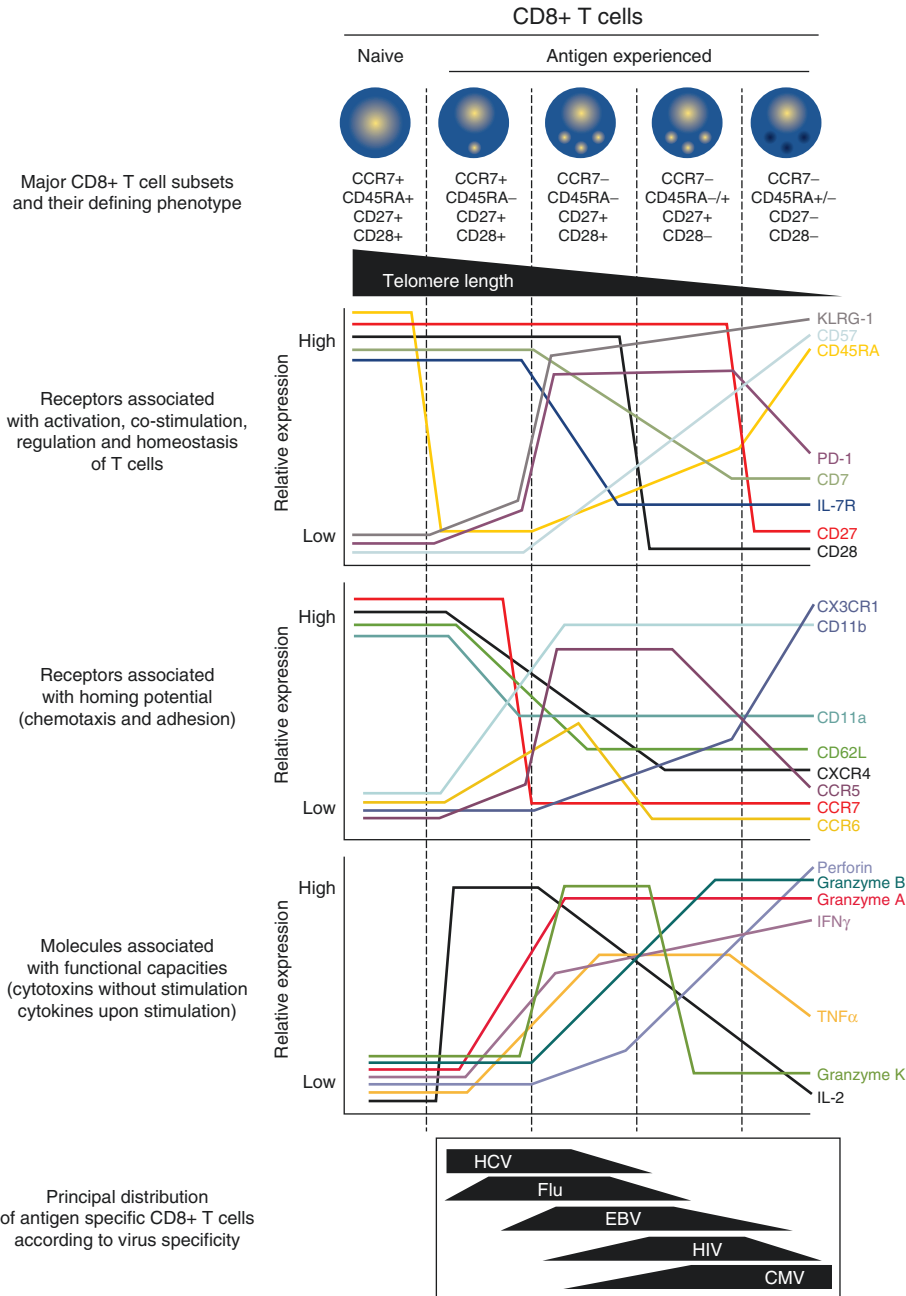 CD8+ T cells
Naive
Antigen experienced
Major CD8+ T cell subsets
and their defining phenotype
CCR7+
CD45RA+
CD27+
CD28+
CCR7+
CD45RA–
CD27+
CD28+
CCR7–
CD45RA–
CD27+
CD28+
CCR7–
CD45RA–/+
CD27+
CD28–
CCR7–
CD45RA+/–
CD27–
CD28–
Telomere length
Receptors associated
with activation, co-stimulation,
regulation and homeostasis
of T cells
Relative expression
High
Low
KLRG-1
CD57
CD45RA
PD-1
CD7
IL-7R
CD27
CD28
Receptors associated
with homing potential
(chemotaxis and adhesion)
Relative expression
High
Low
CX3CR1
CD11b
CD11a
CD62L
CXCR4
CCR5
CCR7
CCR6
Molecules associated
with functional capacities
(cytotoxins without stimulation
cytokines upon stimulation)
Relative expression
High
Low
Perforin
Granzyme B
Granzyme A
IFNγ
TNFα
Granzyme K
IL-2
Principal distribution
of antigen specific CD8+ T cells
according to virus specificity
HCV
Flu
EBV
HIV
CMV